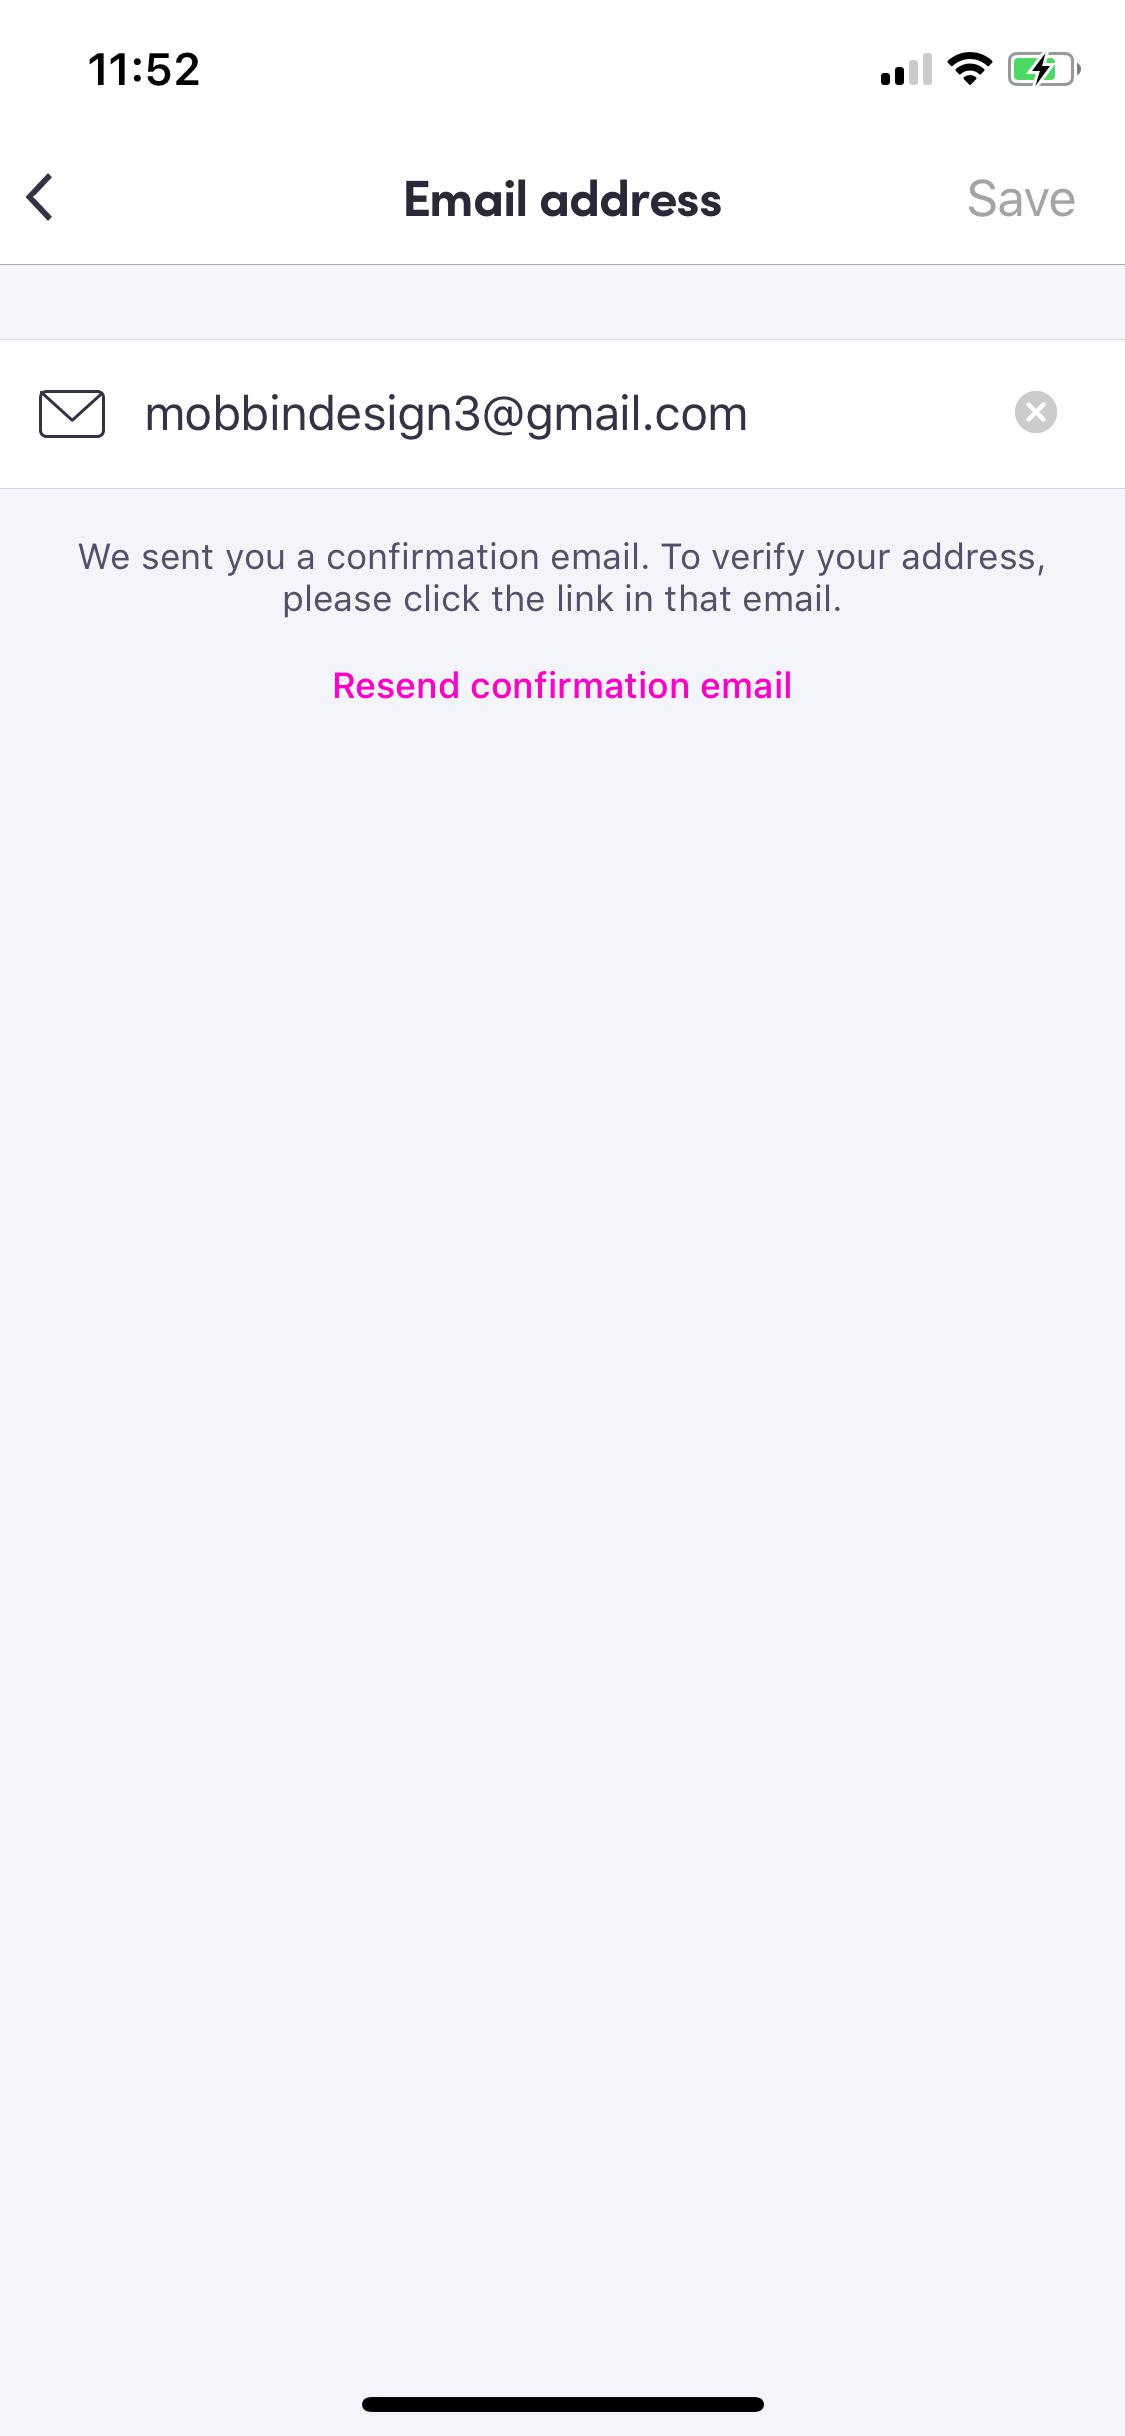 11:52
Email address
Save
mobbindesign3@gmail.com
We sent you a confirmation email. To verify your address,
please click the link in that email.
Resend confirmation email